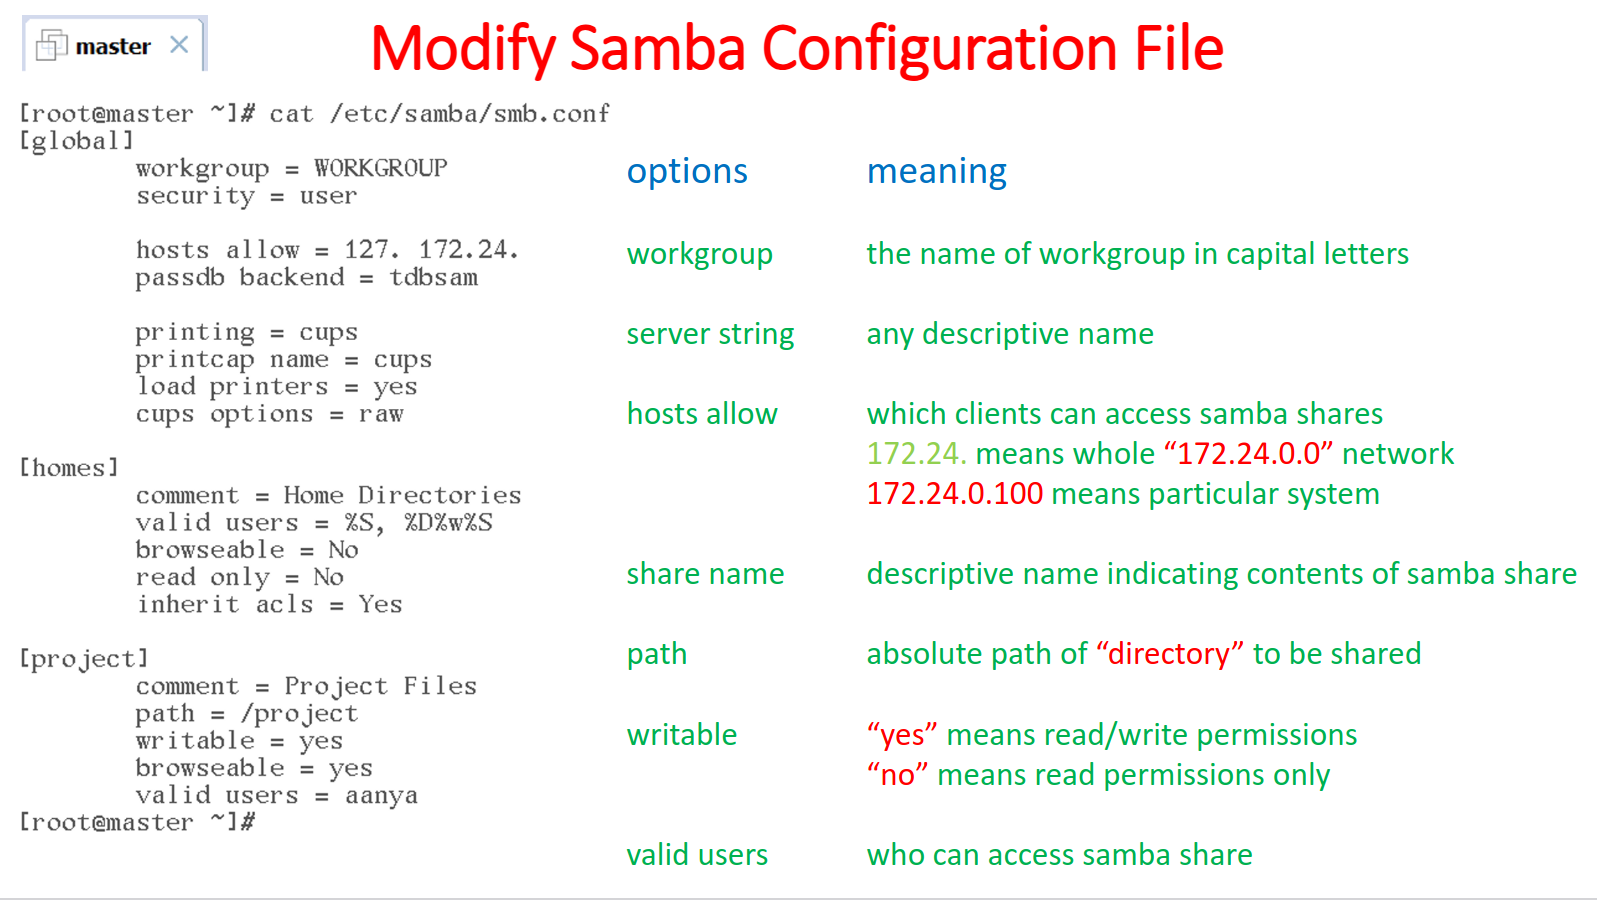 master
Modify Samba Configuration File
[root@master ~]# cat /etc/samba/smb.conf
[global]
workgroup = WORKGROUP
security = user
hosts allow = 127. 172.24.
passdb backend = tdbsam
printing = cups
printcap name = cups
load printers = yes
cups options = raw
[homes]
comment = Home Directories
valid users = %S, %D%w%S
browseable = No
read only = No
inherit acls = Yes
[project]
comment = Project Files
path = /project
writable = yes
browseable = yes
valid users = aanya
[root@master ~]#
options meaning
workgroup the name of workgroup in capital letters
server string any descriptive name
hosts allow which clients can access samba shares
172.24. means whole “172.24.0.0” network
172.24.0.100 means particular system
share name descriptive name indicating contents of samba share
path absolute path of “directory” to be shared
writable “yes” means read/write permissions
“no” means read permissions only
valid users who can access samba share